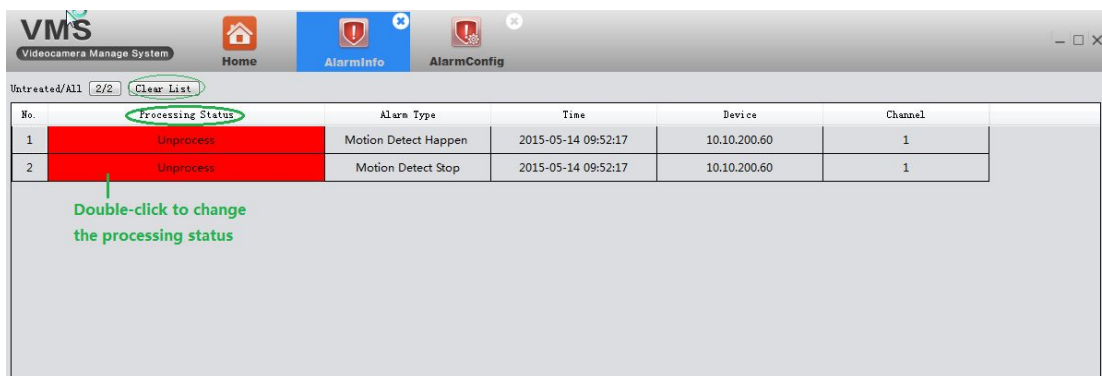 VMS
Videocamera Manage System
Home
AlarmInfo
AlarmConfig
Untreated/All 2/2 Clear List
No. Processing Status Alarm Type Time Device Channel
1 Unprocess Motion Detect Happen 2015-05-14 09:52:17 10.10.200.60 1
2 Unprocess Motion Detect Stop 2015-05-14 09:52:17 10.10.200.60 1
Double-click to change
the processing status